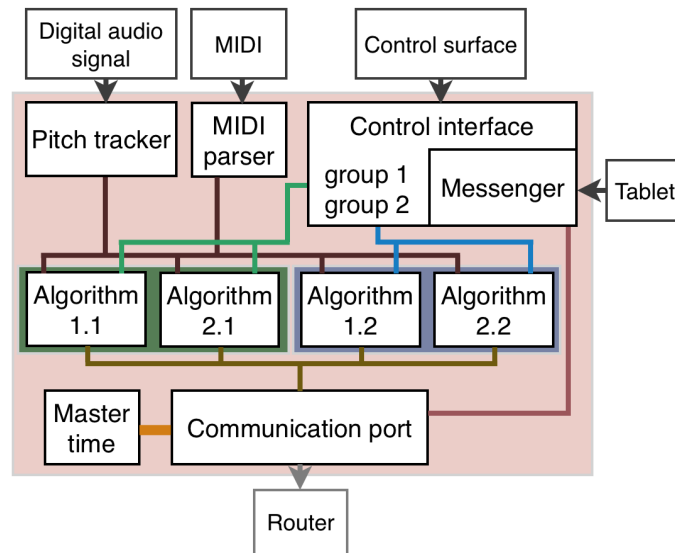 Digital audio
signal
MIDI
Control surface
Pitch tracker
MIDI
parser
Control interface
group 1
group 2
Messenger
Tablet
Algorithm
1.1
Algorithm
2.1
Algorithm
1.2
Algorithm
2.2
Master
time
Communication port
Router